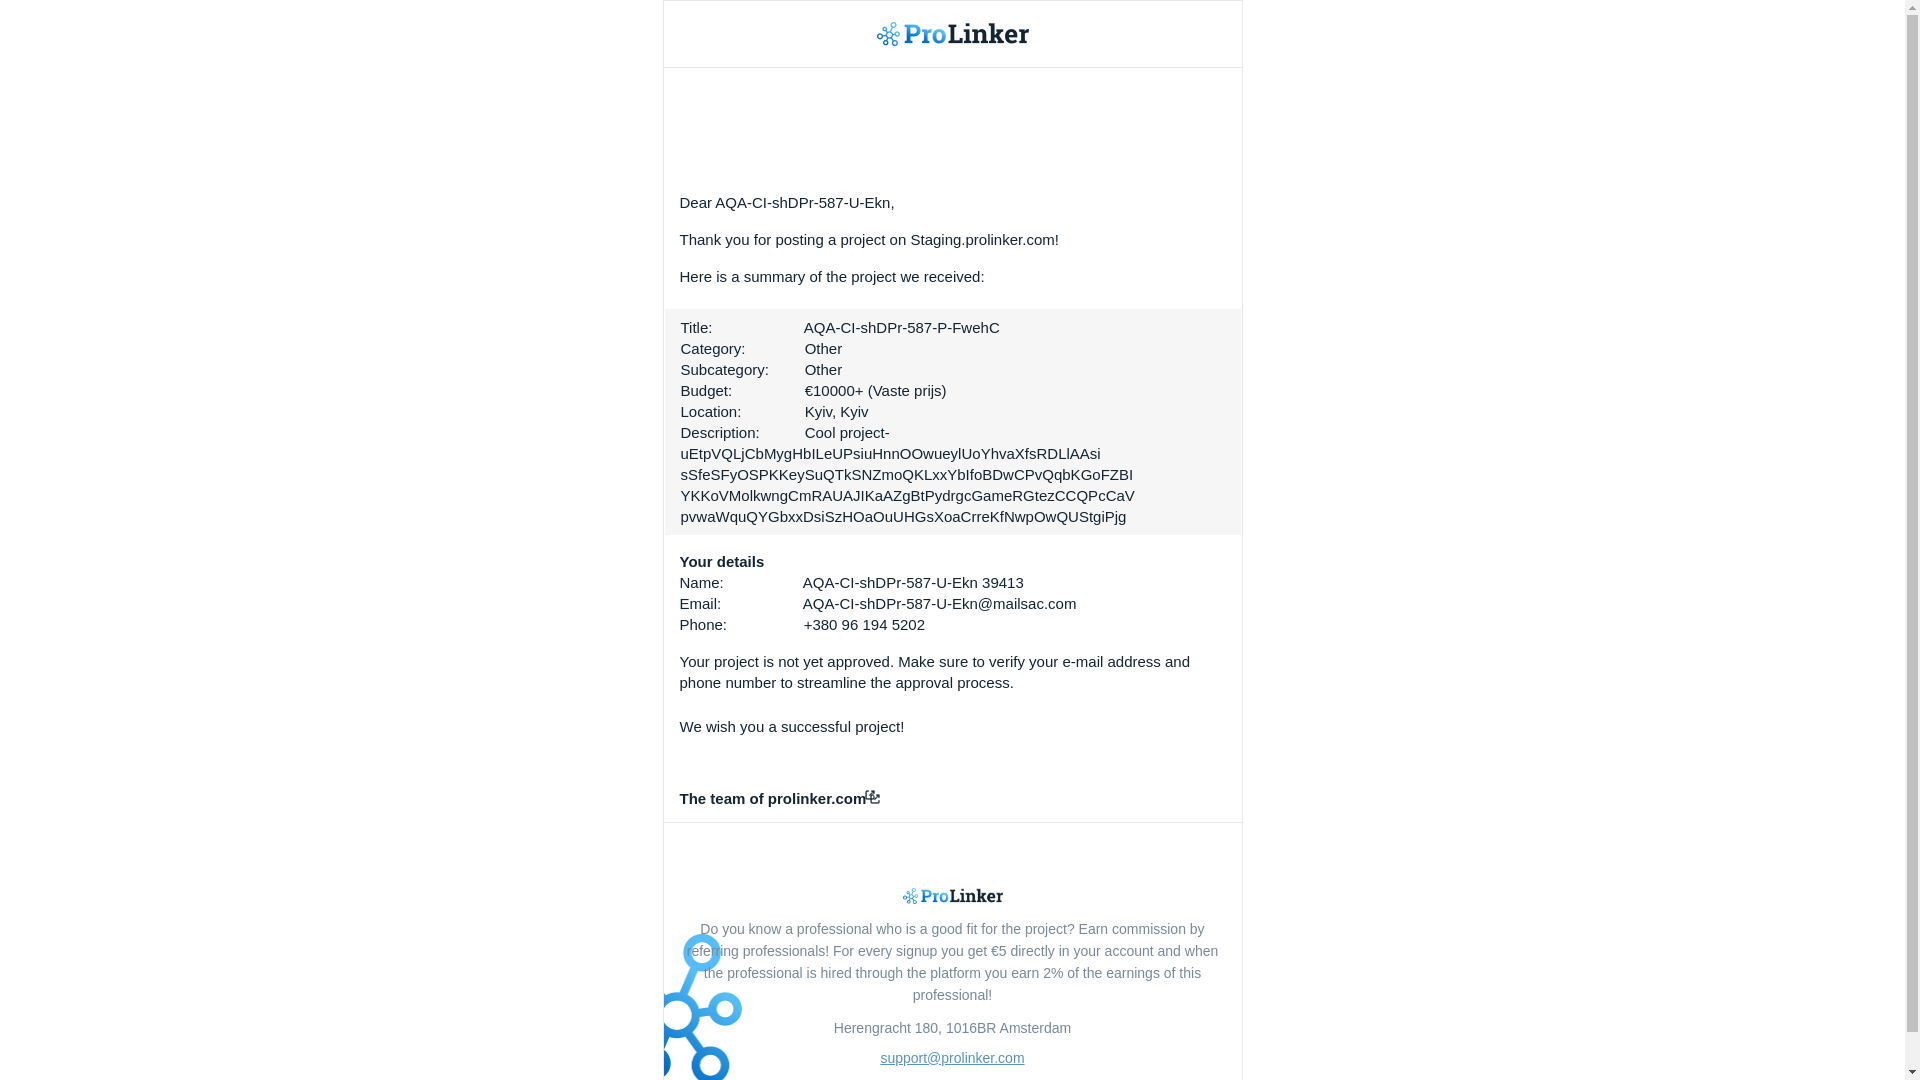 ProLinker
Dear AQA-CI-shDPr-587-U-Ekn,
Thank you for posting a project on Staging.prolinker.com!
Here is a summary of the project we received:
Title: AQA-CI-shDPr-587-P-FwehC
Category: Other
Subcategory: Other
Budget: €10000+ (Vaste prijs)
Location: Kyiv, Kyiv
Description: Cool project-
uEtpVQLjCbMygHbILeUPsiuHnnOOwueylUoYhvaXfsRDLlAAsi
sSfeSFyOSPKKeySuQTkSNZmoQKLxxYbIfoBDwCPvQqbKGoFZBI
YKKoVMolkwngCmRAUAJIKaAZgBtPydrgcGameRGtezCCQPcCaV
pvwaWquQYGbxxDsiSzHOaOuUHGsXoaCrreKfNwpOwQUStgiPjg
Your details
Name: AQA-CI-shDPr-587-U-Ekn 39413
Email: AQA-CI-shDPr-587-U-Ekn@mailsac.com
Phone: +380 96 194 5202
Your project is not yet approved. Make sure to verify your e-mail address and
phone number to streamline the approval process.
We wish you a successful project!
The team of prolinker.com
ProLinker
Do you know a professional who is a good fit for the project? Earn commission by
referring professionals! For every signup you get €5 directly in your account and when
the professional is hired through the platform you earn 2% of the earnings of this
professional!
Herengracht 180, 1016BR Amsterdam
support@prolinker.com